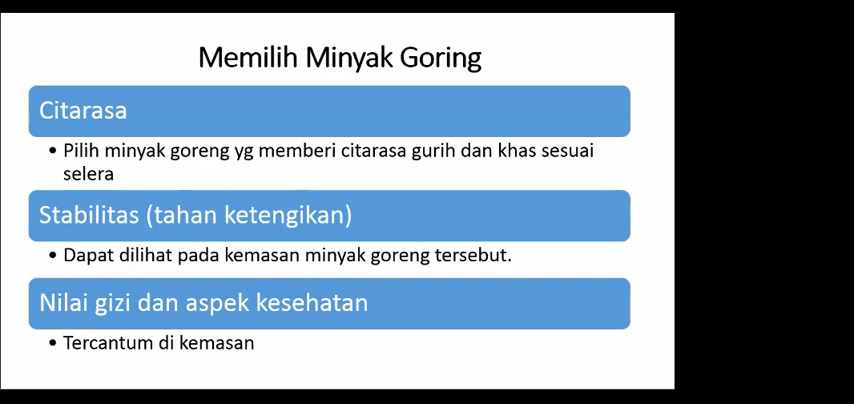 Memilih Minyak Goring
Citarasa
• Pilih minyak goreng yg memberi citarasa gurih dan khas sesuai
selera
Stabilitas (tahan ketengikan)
• Dapat dilihat pada kemasan minyak goreng tersebut.
Nilai gizi dan aspek kesehatan
• Tercantum di kemasan